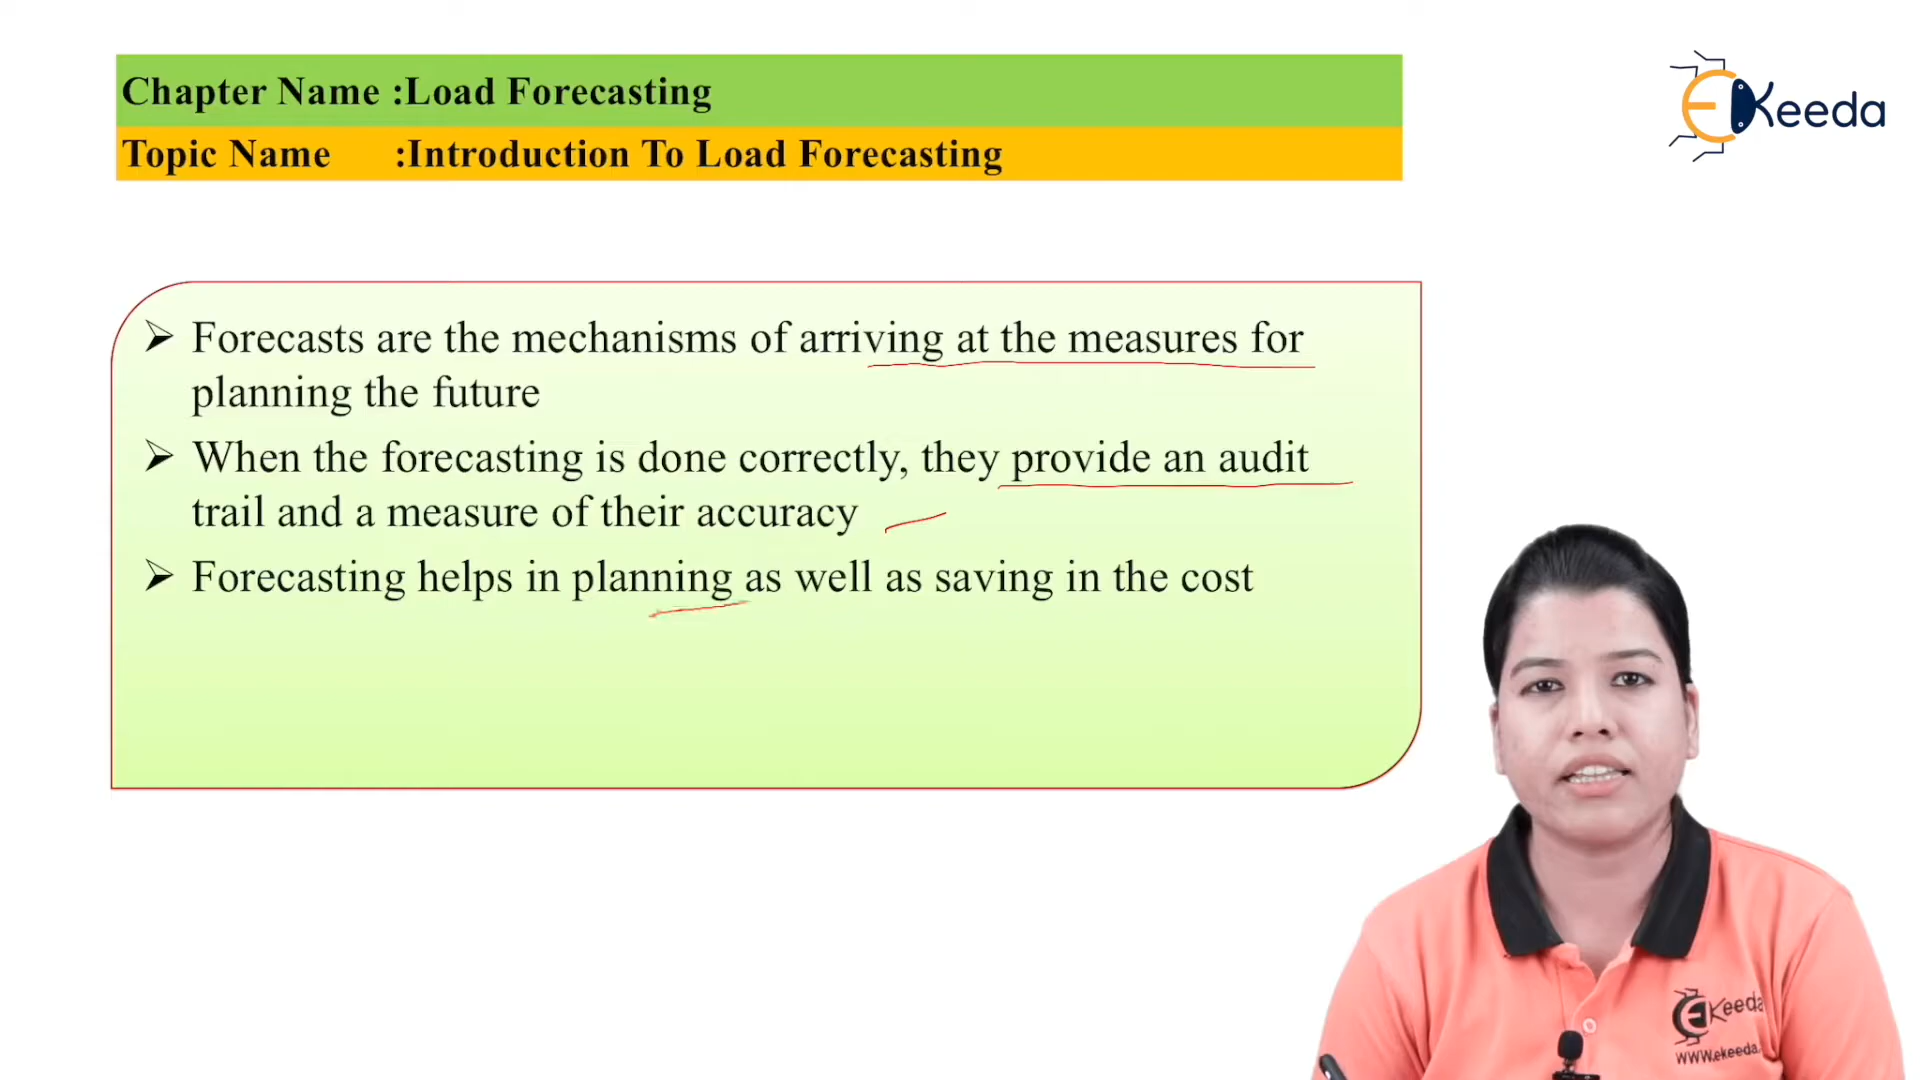 Chapter Name :Load Forecasting
Topic Name :Introduction To Load Forecasting
EKeeda
➢ Forecasts are the mechanisms of arriving at the measures for
planning the future
➢ When the forecasting is done correctly, they provide an audit
trail and a measure of their accuracy
➢ Forecasting helps in planning as well as saving in the cost
EKeeda
WWW.ekeeda.